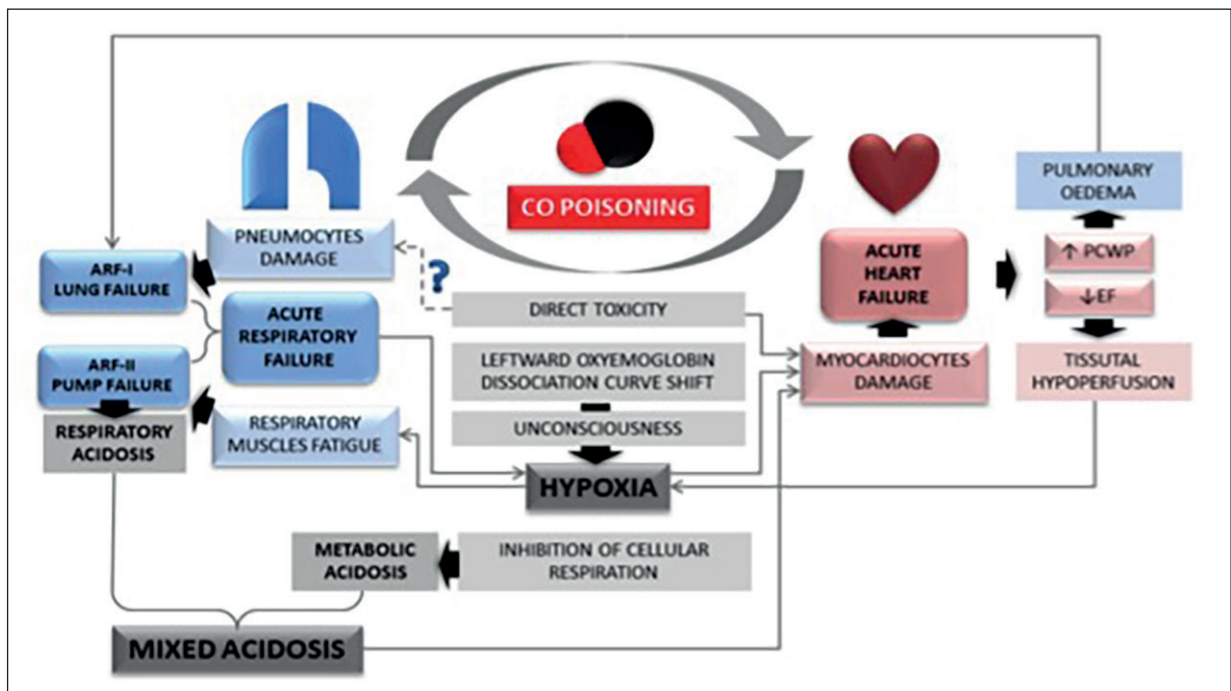 CO POISONING
PNEUMOCYTES
DAMAGE
ARF-I
LUNG FAILURE
ACUTE
RESPIRATORY
FAILURE
ARF-II
PUMP FAILURE
RESPIRATORY
ACIDOSIS
RESPIRATORY
MUSCLES FATIGUE
?
DIRECT TOXICITY
LEFTWARD OXYEMOGLOBIN
DISSOCIATION CURVE SHIFT
UNCONSCIOUSNESS
HYPOXIA
METABOLIC
ACIDOSIS
INHIBITION OF CELLULAR
RESPIRATION
MIXED ACIDOSIS
ACUTE
HEART
FAILURE
MYOCARDIOCYTES
DAMAGE
PULMONARY
OEDEMA
↑ PCWP
↓EF
TISSUTAL
HYPOPERFUSION